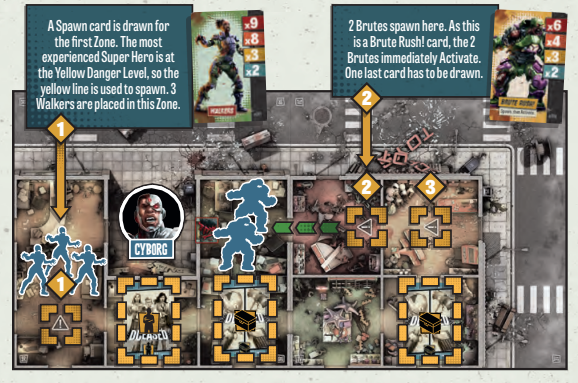 A Spawn card is drawn for
the first Zone. The most
experienced Super Hero is at
the Yellow Danger Level, so the
yellow line is used to spawn. 3
Walkers are placed in this Zone.
x9
x8
x3
x2
WALKERS
2 Brutes spawn here. As this
is a Brute Rush! card, the 2
Brutes immediately Activate.
One last card has to be drawn.
x6
x4
x3
x2
BRUTE RUSH!
1
2
2
3
CYBORG
1